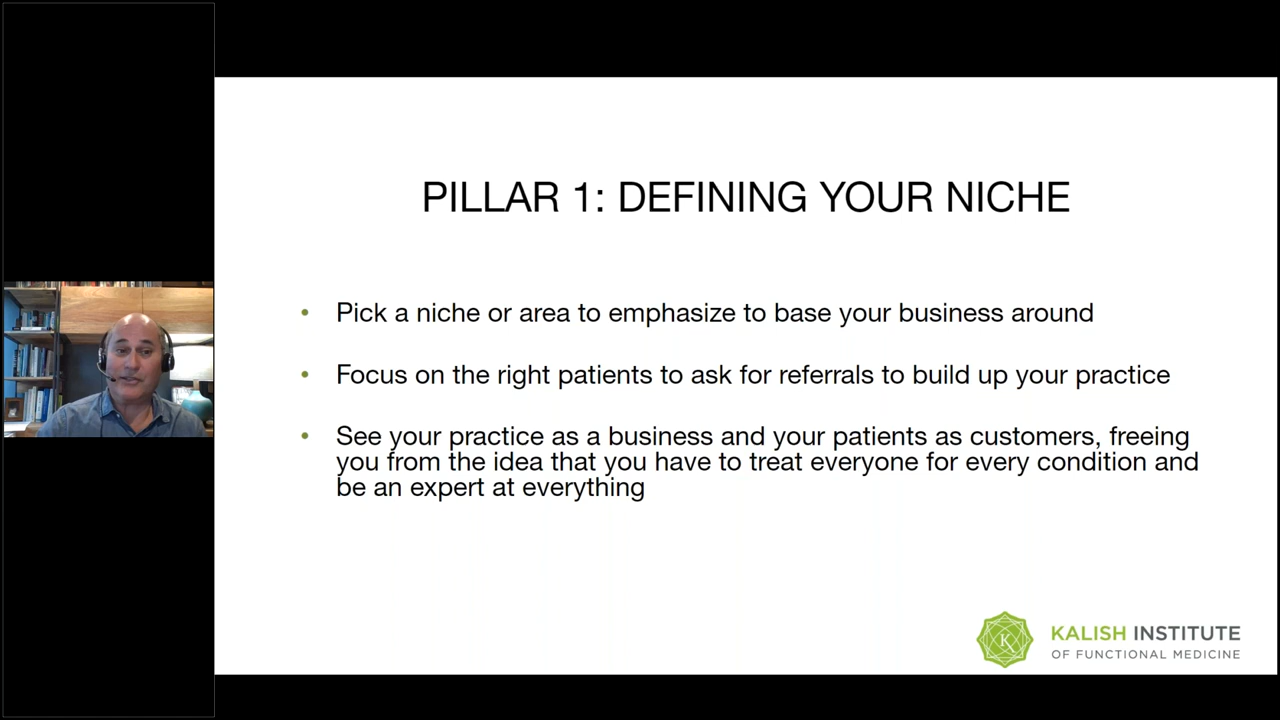 PILLAR 1: DEFINING YOUR NICHE
• Pick a niche or area to emphasize to base your business around
• Focus on the right patients to ask for referrals to build up your practice
• See your practice as a business and your patients as customers, freeing
you from the idea that you have to treat everyone for every condition and
be an expert at everything
K
KALISH INSTITUTE
OF FUNCTIONAL MEDICINE